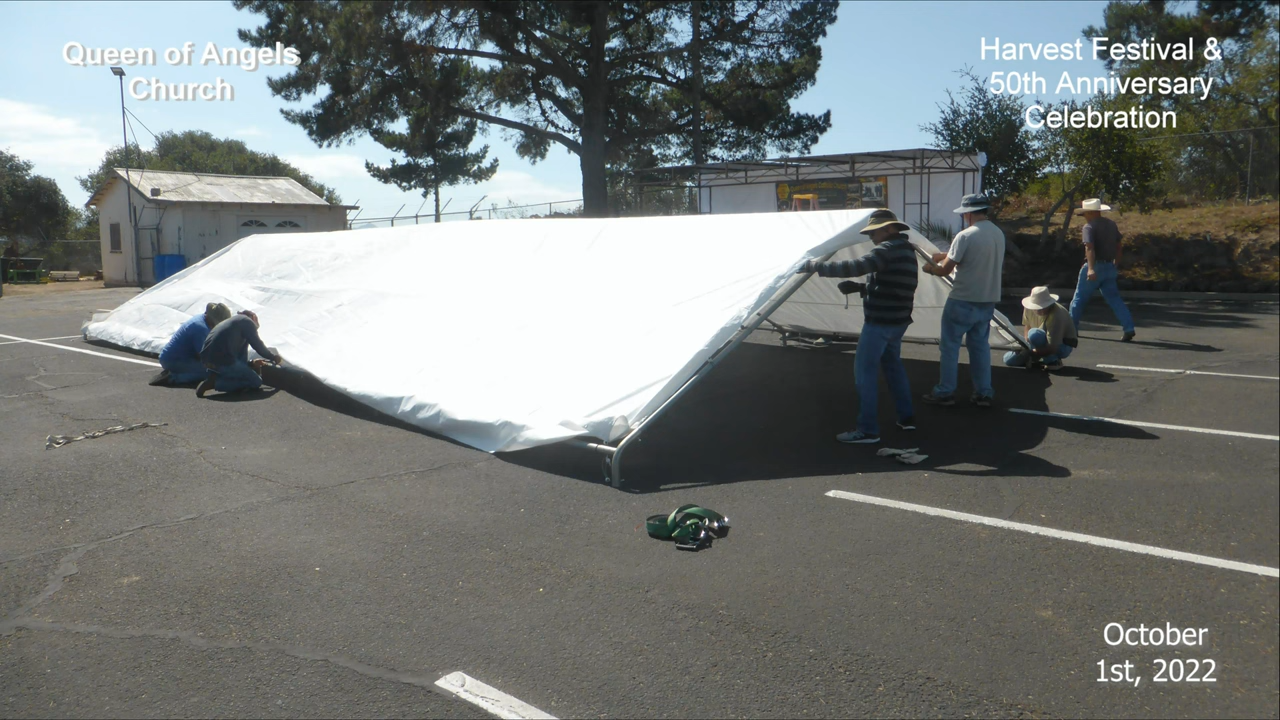 Queen of Angels
Church
Harvest Festival &
50th Anniversary
Celebration
October
1st, 2022